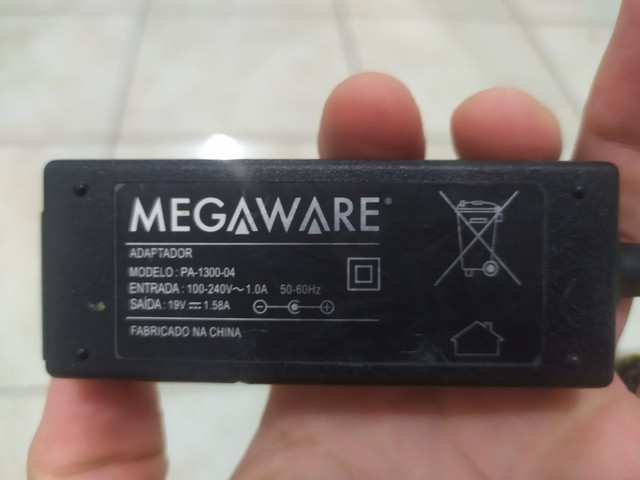 MEGAWARE®
ADAPTADOR
MODELO : PA-1300-04
ENTRADA : 100-240V～1.0A 50-60Hz
SAÍDA : 19V ⎓ 1.58A
FABRICADO NA CHINA